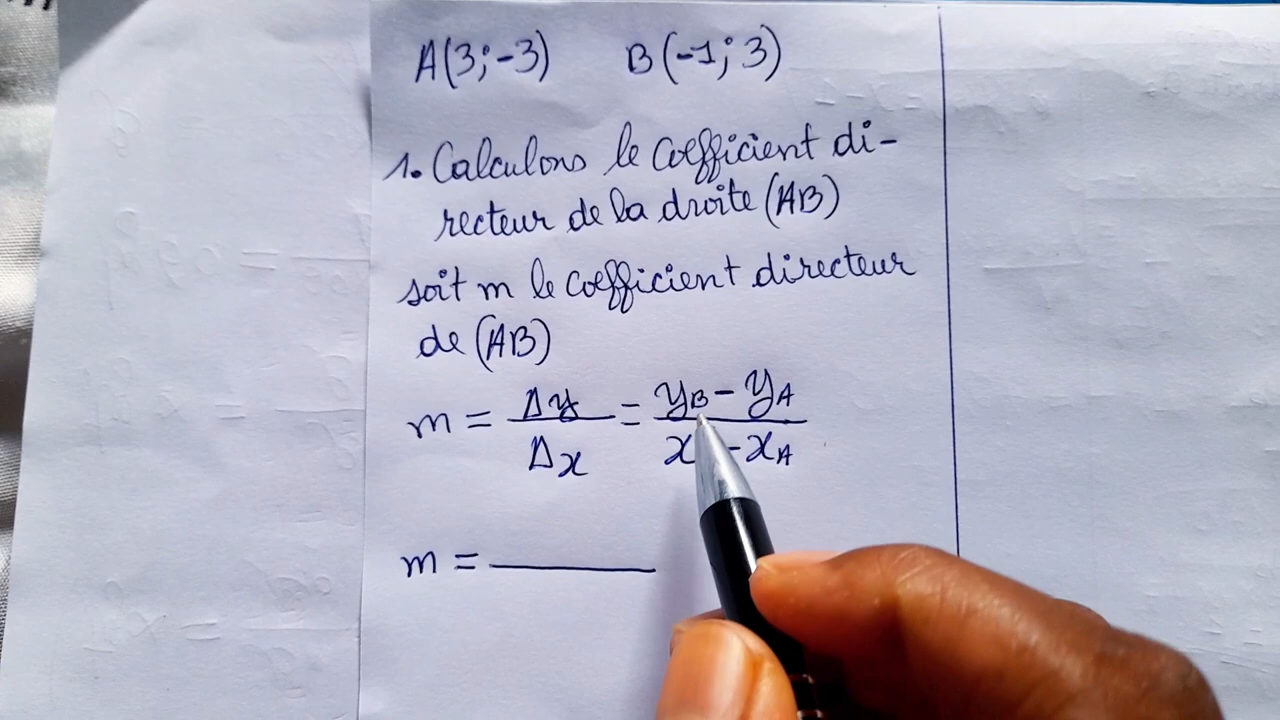 A(3;-3) B(-1;3)
1. Calculons le coefficient di-
recteur de la droite (AB)
soit m le coefficient directeur
de (AB)
m = Δy/Δx = yB - yA / x - xA
m =